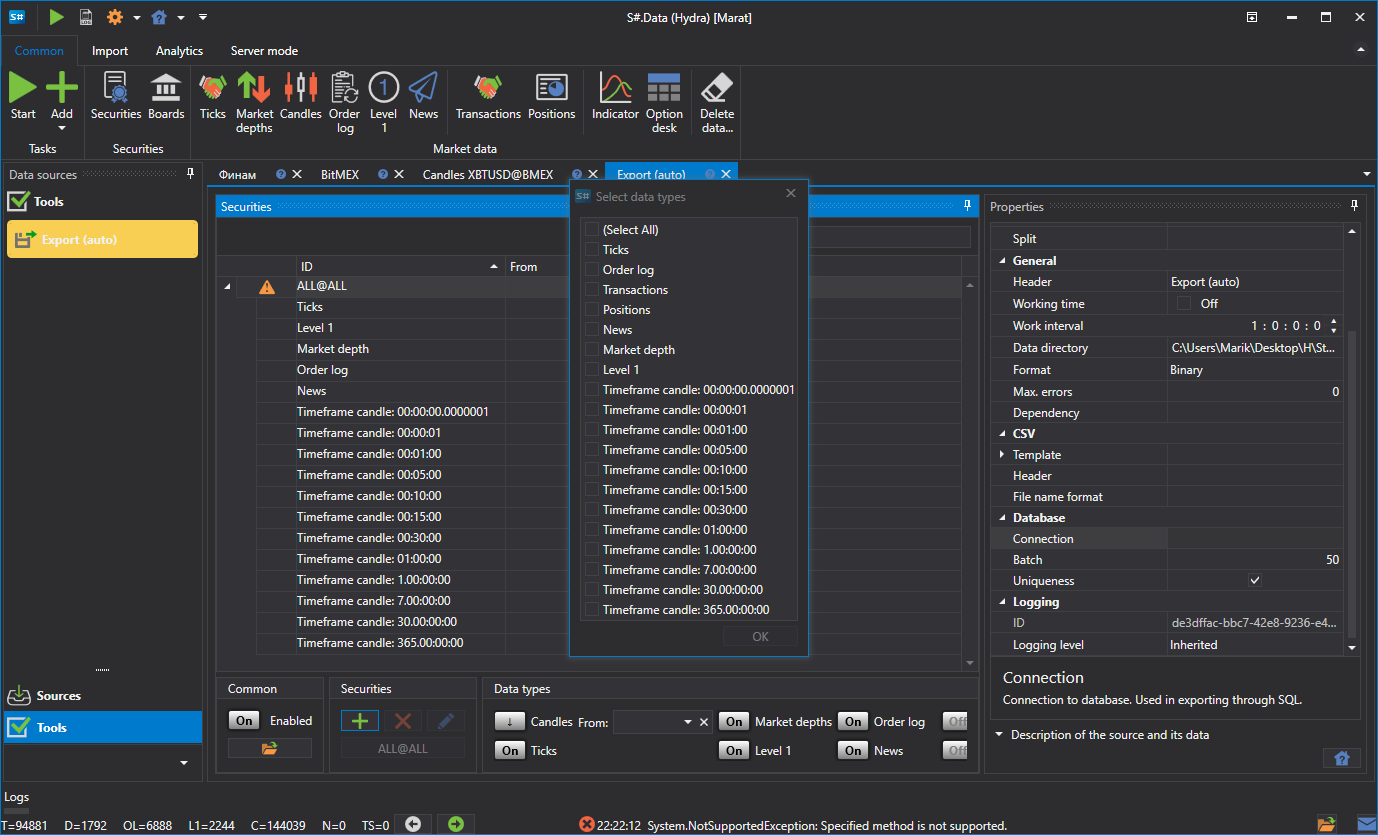 S#
LOG
S#.Data (Hydra) [Marat]
Common
Import
Analytics
Server mode
Start
Add
Securities
Boards
Ticks
Market depths
Candles
Order log
1
Level 1
News
Transactions
Positions
Indicator
Option desk
Delete data...
Tasks
Securities
Market data
Data sources
Tools
Export (auto)
Sources
Tools
Финам
BitMEX
Candles XBTUSD@BMEX
Export (auto)
Securities
ID
From
ALL@ALL
Ticks
Level 1
Market depth
Order log
News
Timeframe candle: 00:00:00.0000001
Timeframe candle: 00:00:01
Timeframe candle: 00:01:00
Timeframe candle: 00:05:00
Timeframe candle: 00:10:00
Timeframe candle: 00:15:00
Timeframe candle: 00:30:00
Timeframe candle: 01:00:00
Timeframe candle: 1.00:00:00
Timeframe candle: 7.00:00:00
Timeframe candle: 30.00:00:00
Timeframe candle: 365.00:00:00
S# Select data types
(Select All)
Ticks
Order log
Transactions
Positions
News
Market depth
Level 1
Timeframe candle: 00:00:00.0000001
Timeframe candle: 00:00:01
Timeframe candle: 00:01:00
Timeframe candle: 00:05:00
Timeframe candle: 00:10:00
Timeframe candle: 00:15:00
Timeframe candle: 00:30:00
Timeframe candle: 01:00:00
Timeframe candle: 1.00:00:00
Timeframe candle: 7.00:00:00
Timeframe candle: 30.00:00:00
Timeframe candle: 365.00:00:00
OK
Common
On Enabled
Securities
ALL@ALL
Data types
Candles From:
On Market depths
On Order log
Off
On Ticks
On Level 1
On News
Off
Properties
Split
General
Header Export (auto)
Working time Off
Work interval 1 : 0 : 0 : 0
Data directory C:\Users\Marik\Desktop\H\St...
Format Binary
Max. errors 0
Dependency
CSV
Template
Header
File name format
Database
Connection
Batch 50
Uniqueness
Logging
ID de3dffac-bbc7-42e8-9236-e4...
Logging level Inherited
Connection
Connection to database. Used in exporting through SQL.
Description of the source and its data
Logs
T=94881 D=1792 OL=6888 L1=2244 C=144039 N=0 TS=0
22:22:12 System.NotSupportedException: Specified method is not supported.